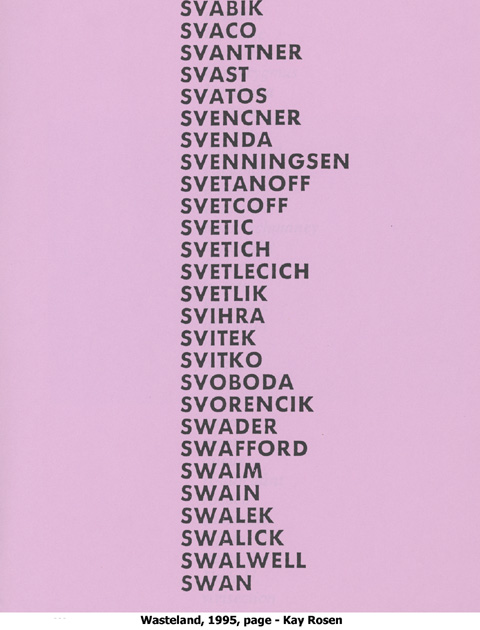 SVABIK
SVACO
SVANTNER
SVAST
SVATOS
SVENCNER
SVENDA
SVENNINGSEN
SVETANOFF
SVETCOFF
SVETIC
SVETICH
SVETLECICH
SVETLIK
SVIHRA
SVITEK
SVITKO
SVOBODA
SVORENCIK
SWADER
SWAFFORD
SWAIM
SWAIN
SWALEK
SWALICK
SWALWELL
SWAN
Wasteland, 1995, page - Kay Rosen